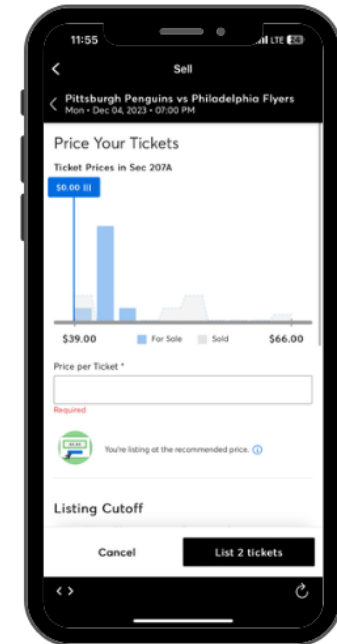 11:55
LTE 24
Sell
Pittsburgh Penguins vs Philadelphia Flyers
Mon • Dec 04, 2023 • 07:00 PM
Price Your Tickets
Ticket Prices in Sec 207A
$0.00
$39.00 For Sale Sold $66.00
Price per Ticket *
Required
You're listing at the recommended price.
Listing Cutoff
Cancel List 2 tickets